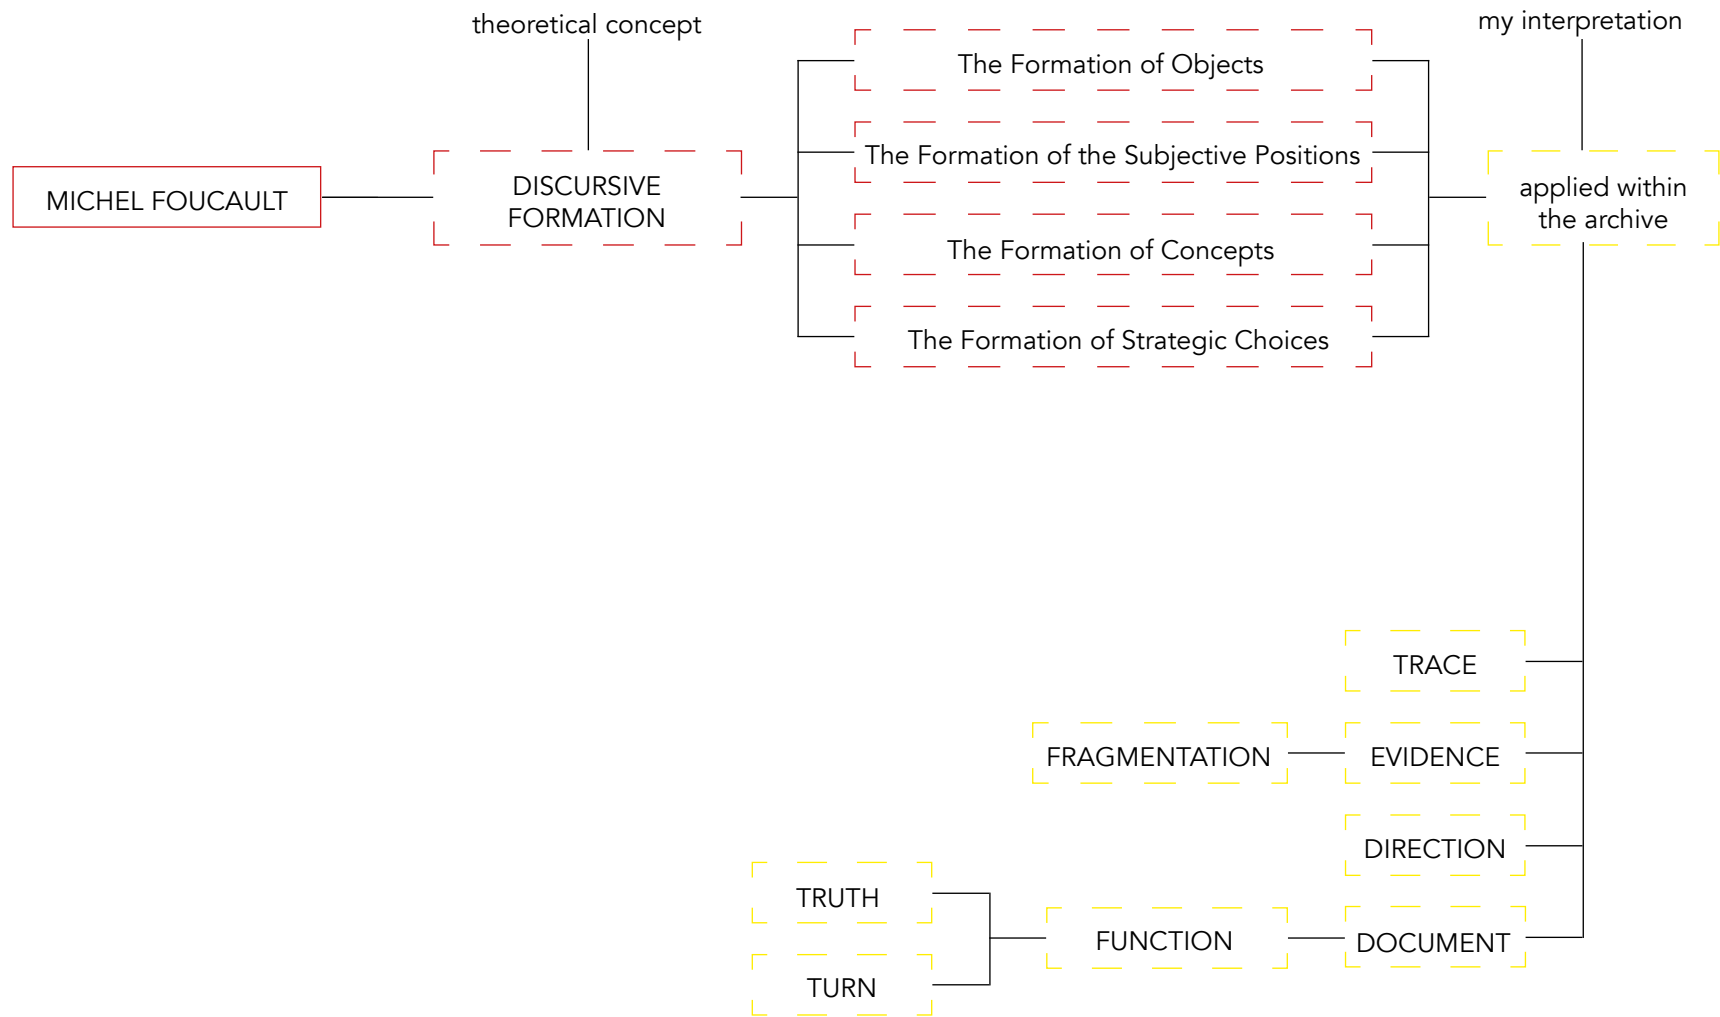 theoretical concept
my interpretation
The Formation of Objects
The Formation of the Subjective Positions
MICHEL FOUCAULT
DISCURSIVE
FORMATION
applied within
the archive
The Formation of Concepts
The Formation of Strategic Choices
TRACE
FRAGMENTATION
EVIDENCE
DIRECTION
TRUTH
FUNCTION
DOCUMENT
TURN